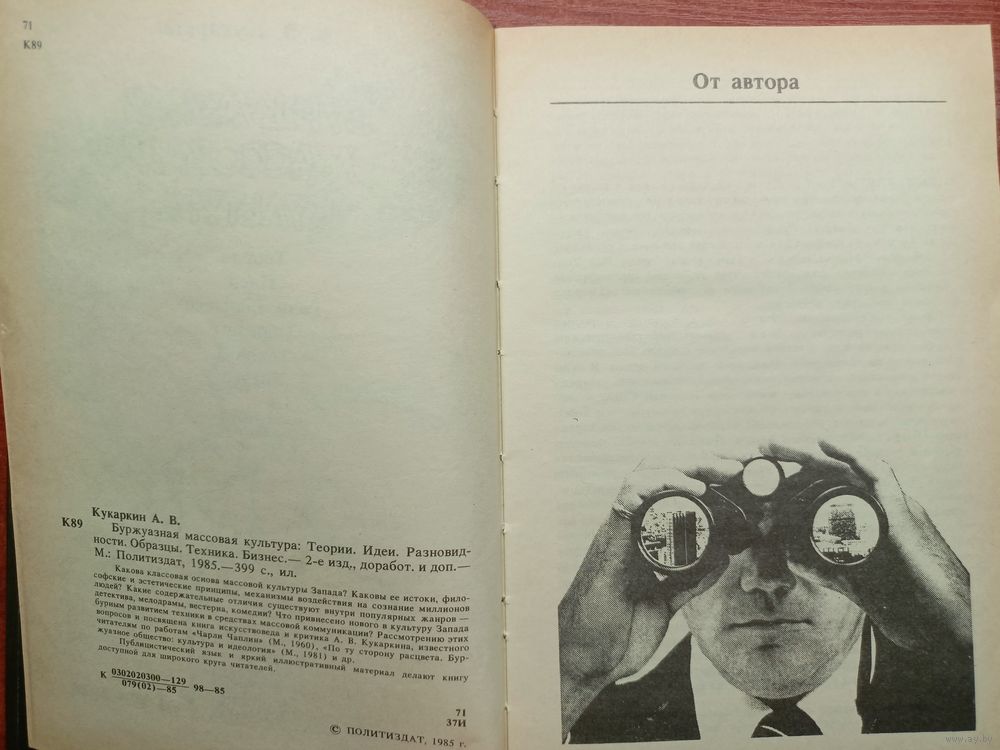 71
К89
Кукаркин А. В.
К89 Буржуазная массовая культура: Теории. Идеи. Разновид-
ности. Образцы. Техника. Бизнес.— 2-е изд., доработ. и доп.—
М.: Политиздат, 1985.—399 с., ил.
Какова классовая основа массовой культуры Запада? Каковы ее истоки, фило-
софские и эстетические принципы, механизмы воздействия на сознание миллионов
людей? Какие содержательные отличия существуют внутри популярных жанров —
детектива, мелодрамы, вестерна, комедии? Что привнесено нового в культуру Запада
бурным развитием техники в средствах массовой коммуникации? Рассмотрению этих
вопросов и посвящена книга искусствоведа и критика А. В. Кукаркина, известного
читателям по работам «Чарли Чаплин» (М., 1960), «По ту сторону расцвета. Бур-
жуазное общество: культура и идеология» (М., 1981) и др.
Публицистический язык и яркий иллюстративный материал делают книгу
доступной для широкого круга читателей.
К 0302020300—129
079(02)—85 98—85
71
37И
© ПОЛИТИЗДАТ, 1985 г.
От автора
www.ay.by